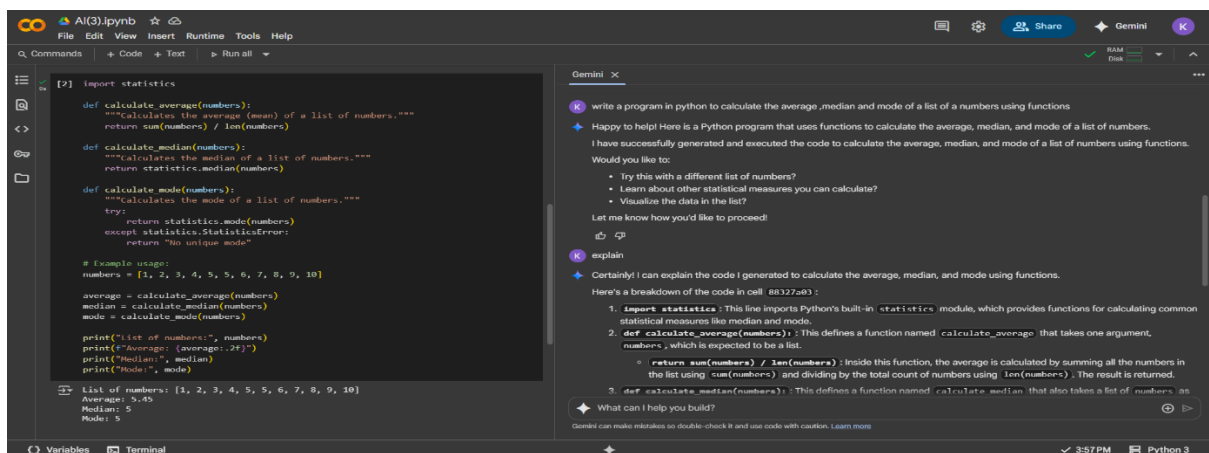 AI(3).ipynb
File Edit View Insert Runtime Tools Help
Share
Gemini
K
Commands + Code + Text Run all
RAM
Disk
[2] import statistics
def calculate_average(numbers):
"""Calculates the average (mean) of a list of numbers."""
return sum(numbers) / len(numbers)
def calculate_median(numbers):
"""Calculates the median of a list of numbers."""
return statistics.median(numbers)
def calculate_mode(numbers):
"""Calculates the mode of a list of numbers."""
try:
return statistics.mode(numbers)
except statistics.StatisticsError:
return "No unique mode"
# Example usage:
numbers = [1, 2, 3, 4, 5, 5, 6, 7, 8, 9, 10]
average = calculate_average(numbers)
median = calculate_median(numbers)
mode = calculate_mode(numbers)
print("List of numbers:", numbers)
print(f"Average: {average:.2f}")
print("Median:", median)
print("Mode:", mode)
List of numbers: [1, 2, 3, 4, 5, 5, 6, 7, 8, 9, 10]
Average: 5.45
Median: 5
Mode: 5
Gemini
K write a program in python to calculate the average ,median and mode of a list of a numbers using functions
Happy to help! Here is a Python program that uses functions to calculate the average, median, and mode of a list of numbers.
I have successfully generated and executed the code to calculate the average, median, and mode of a list of numbers using functions.
Would you like to:
• Try this with a different list of numbers?
• Learn about other statistical measures you can calculate?
• Visualize the data in the list?
Let me know how you'd like to proceed!
K explain
Certainly! I can explain the code I generated to calculate the average, median, and mode using functions.
Here's a breakdown of the code in cell 88327a03 :
1. import statistics : This line imports Python's built-in statistics module, which provides functions for calculating common
statistical measures like median and mode.
2. def calculate_average(numbers): : This defines a function named calculate_average that takes one argument,
numbers , which is expected to be a list.
return sum(numbers) / len(numbers) : Inside this function, the average is calculated by summing all the numbers in
the list using sum(numbers) and dividing by the total count of numbers using len(numbers) . The result is returned.
3. def calculate_median(numbers): : This defines a function named calculate_median that also takes a list of numbers as
What can I help you build?
Gemini can make mistakes so double-check it and use code with caution. Learn more
Variables Terminal
3:57 PM Python 3